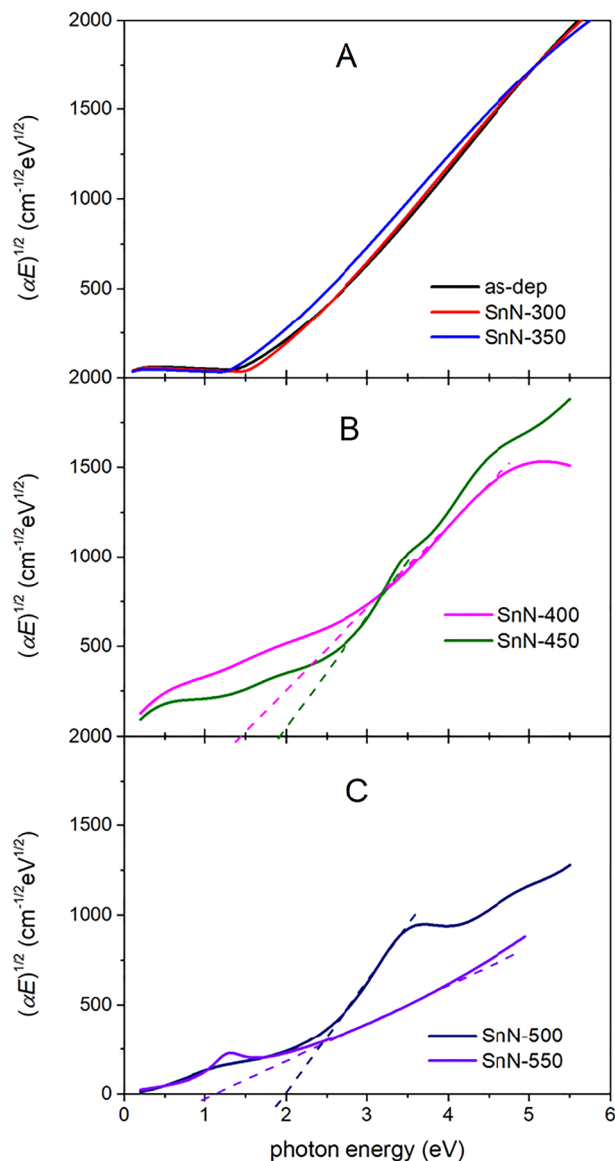 2000
A
1500
1000
500
(αE)^1/2 (cm^-1/2eV^1/2)
as-dep
SnN-300
SnN-350
2000
B
1500
1000
500
(αE)^1/2 (cm^-1/2eV^1/2)
SnN-400
SnN-450
2000
C
1500
1000
500
0
(αE)^1/2 (cm^-1/2eV^1/2)
SnN-500
SnN-550
0 1 2 3 4 5 6
photon energy (eV)